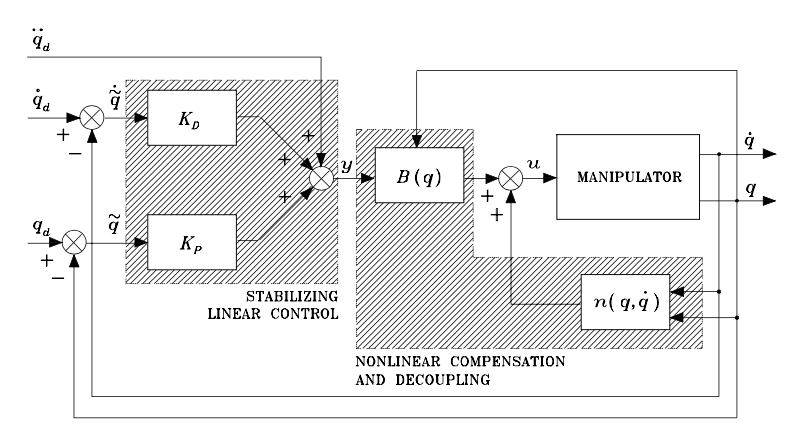 q̈_d
q̇_d
+
−
q̃̇
K_D
+
+
+
y
B(q)
+
+
u
MANIPULATOR
q̇
q
q_d
+
−
q̃
K_P
STABILIZING
LINEAR CONTROL
n(q,q̇)
NONLINEAR COMPENSATION
AND DECOUPLING